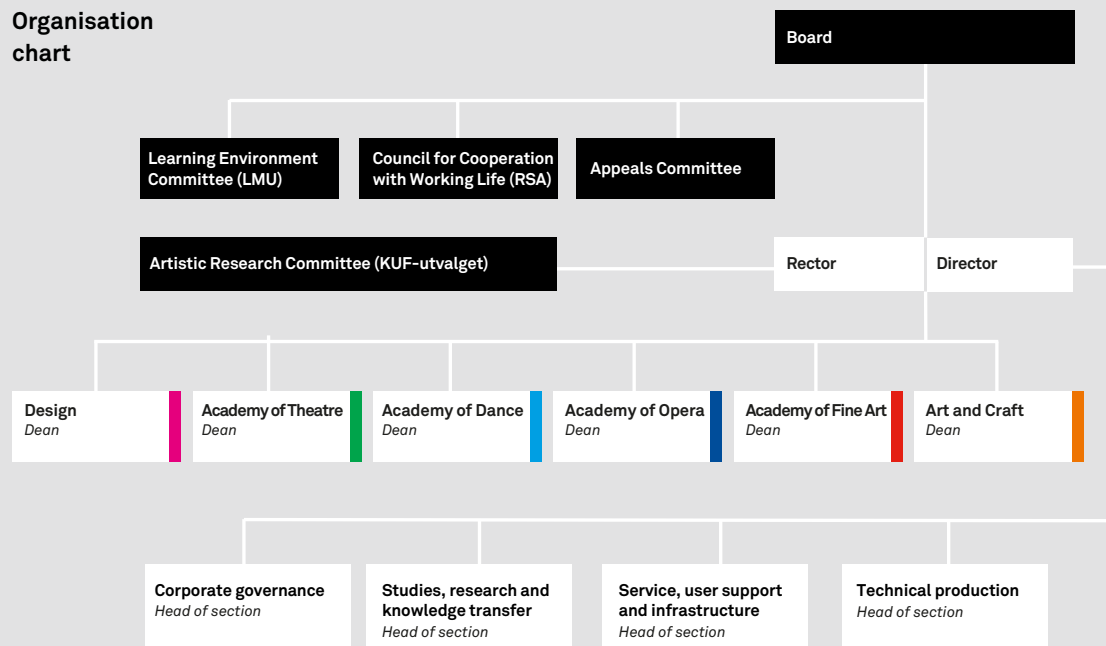 Organisation
chart
Board
Learning Environment
Committee (LMU)
Council for Cooperation
with Working Life (RSA)
Appeals Committee
Artistic Research Committee (KUF-utvalget)
Rector
Director
Design
Dean
Academy of Theatre
Dean
Academy of Dance
Dean
Academy of Opera
Dean
Academy of Fine Art
Dean
Art and Craft
Dean
Corporate governance
Head of section
Studies, research and
knowledge transfer
Head of section
Service, user support
and infrastructure
Head of section
Technical production
Head of section